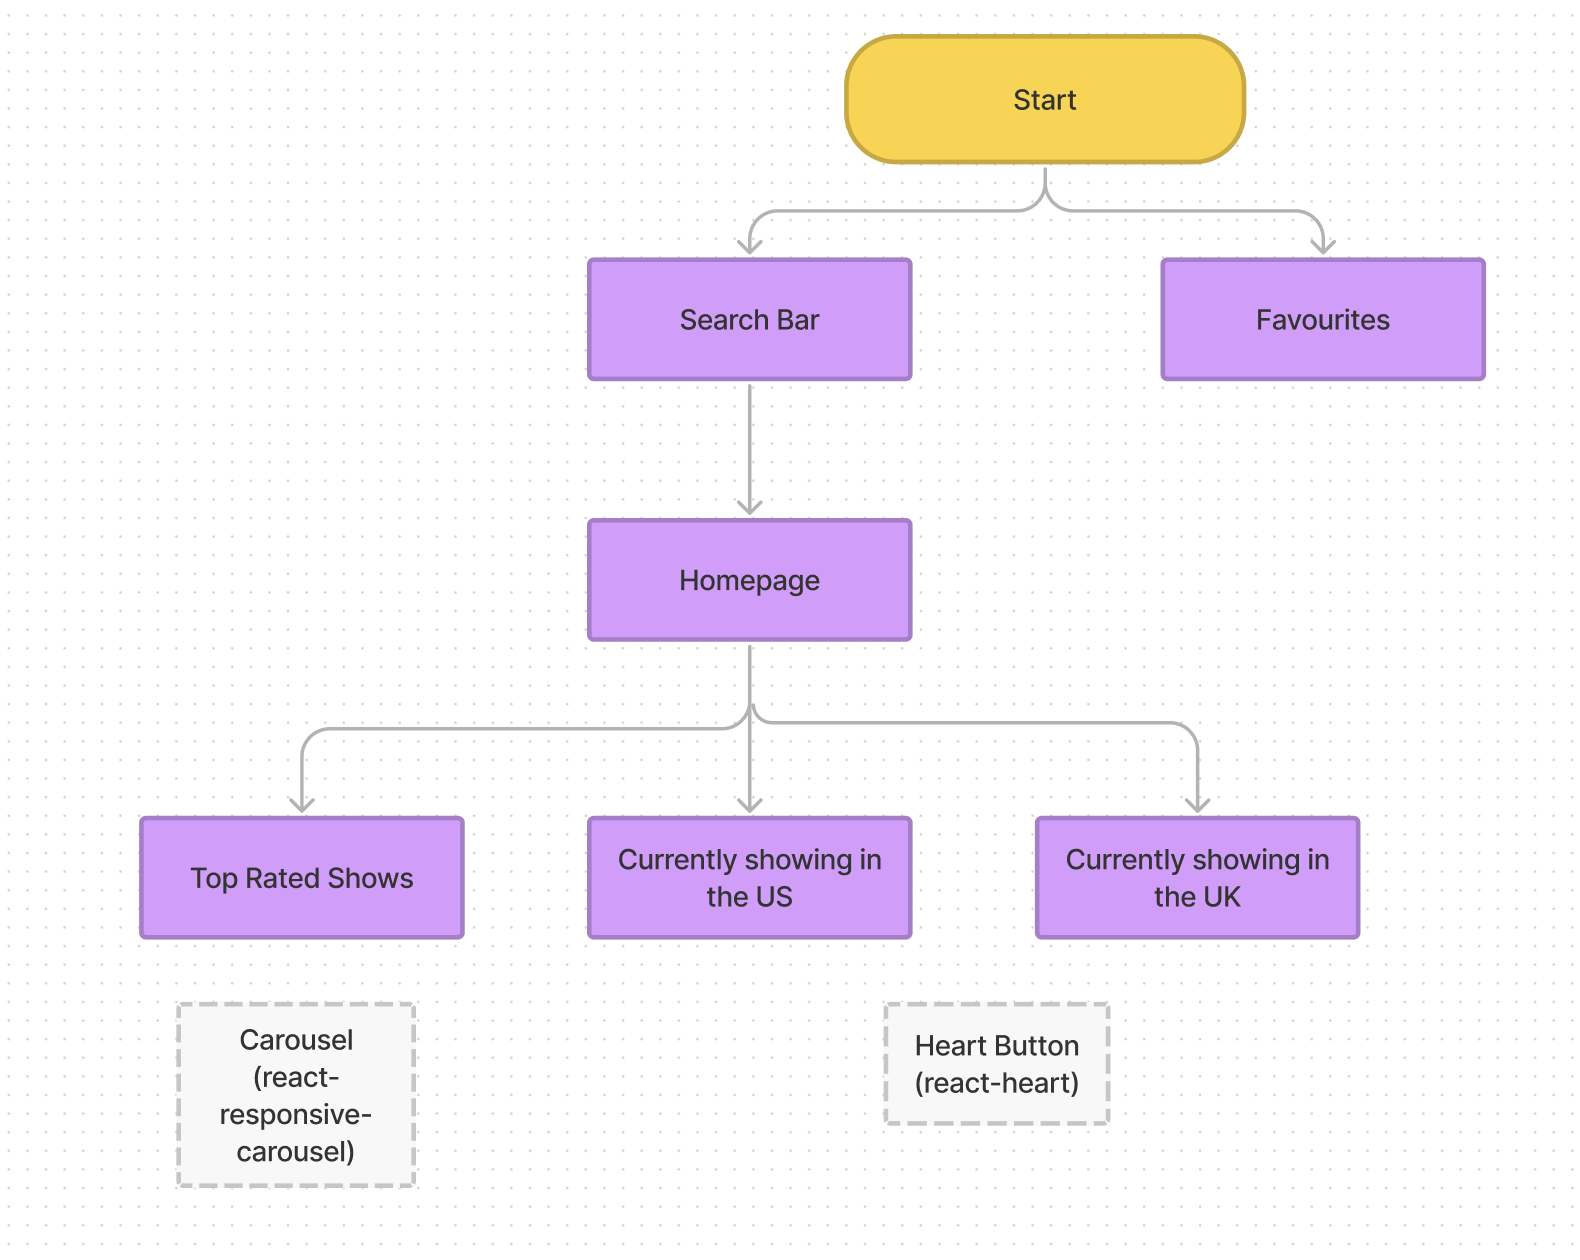 Start
Search Bar
Favourites
Homepage
Top Rated Shows
Currently showing in
the US
Currently showing in
the UK
Carousel
(react-
responsive-
carousel)
Heart Button
(react-heart)